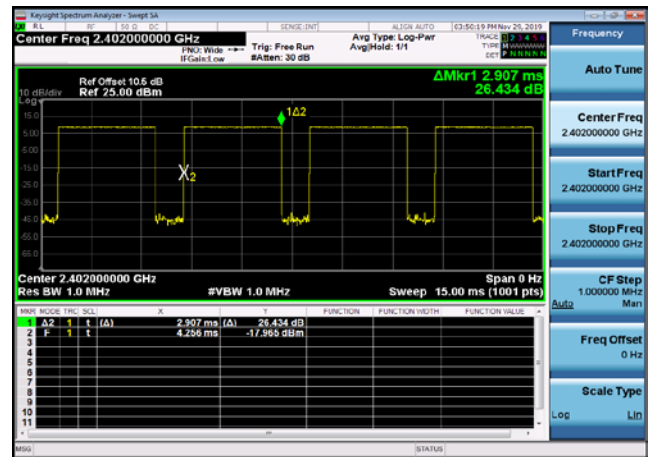 Keysight Spectrum Analyzer - Swept SA
RL RF 50 Ω DC SENSE:INT ALIGN AUTO 03:50:19 PM Nov 29, 2019
Center Freq 2.402000000 GHz
PNO: Wide
IFGain:Low
Trig: Free Run
#Atten: 30 dB
Avg Type: Log-Pwr
Avg|Hold: 1/1
TRACE 1 2 3 4 5 6
TYPE M WWWWW
DET P N N N N N
Ref Offset 10.5 dB
10 dB/div Ref 25.00 dBm
Log
ΔMkr1 2.907 ms
26.434 dB
15.0
5.00
-5.00
-15.0
-25.0
-35.0
-45.0
-55.0
-65.0
1Δ2
X2
Center 2.402000000 GHz Span 0 Hz
Res BW 1.0 MHz #VBW 1.0 MHz Sweep 15.00 ms (1001 pts)
MKR MODE TRC SCL X Y FUNCTION FUNCTION WIDTH FUNCTION VALUE
1 Δ2 1 t (Δ) 2.907 ms (Δ) 26.434 dB
2 F 1 t 4.256 ms -17.965 dBm
3
4
5
6
7
8
9
10
11
MSG STATUS
Frequency
Auto Tune
Center Freq
2.402000000 GHz
Start Freq
2.402000000 GHz
Stop Freq
2.402000000 GHz
CF Step
1.000000 MHz
Auto Man
Freq Offset
0 Hz
Scale Type
Log Lin